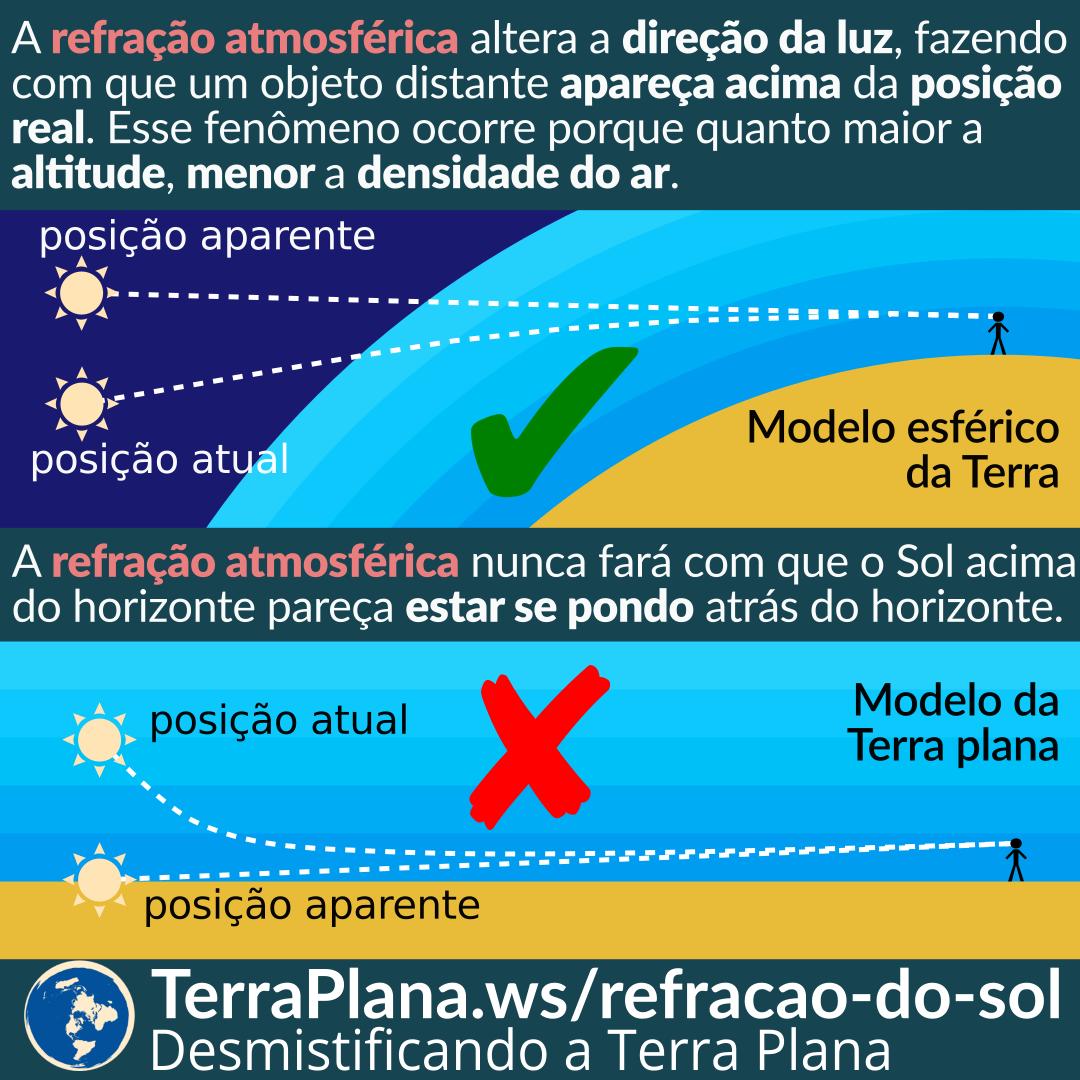 A refração atmosférica altera a direção da luz, fazendo
com que um objeto distante apareça acima da posição
real. Esse fenômeno ocorre porque quanto maior a
altitude, menor a densidade do ar.
posição aparente
posição atual
Modelo esférico
da Terra
A refração atmosférica nunca fará com que o Sol acima
do horizonte pareça estar se pondo atrás do horizonte.
posição atual
Modelo da
Terra plana
posição aparente
TerraPlana.ws/refracao-do-sol
Desmistificando a Terra Plana